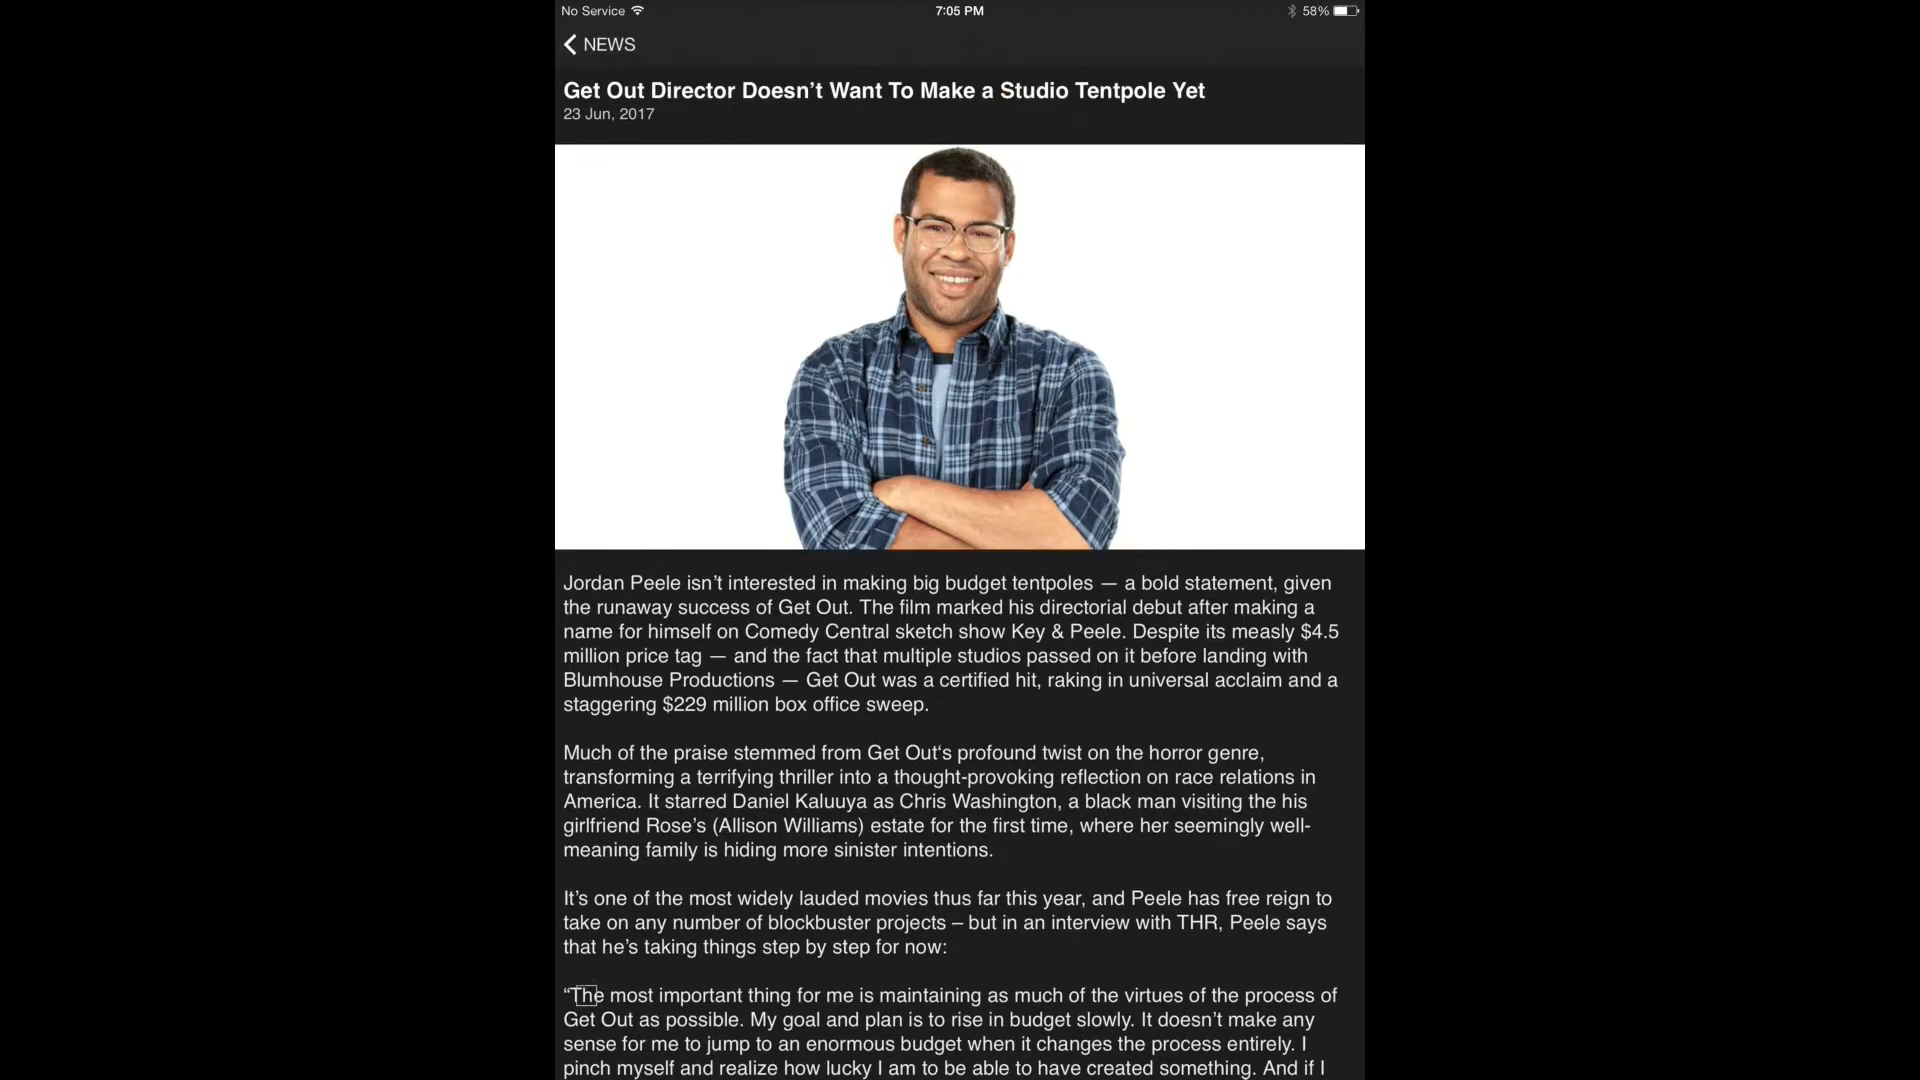 No Service 7:05 PM 58%
NEWS
Get Out Director Doesn’t Want To Make a Studio Tentpole Yet
23 Jun, 2017
Jordan Peele isn’t interested in making big budget tentpoles — a bold statement, given
the runaway success of Get Out. The film marked his directorial debut after making a
name for himself on Comedy Central sketch show Key & Peele. Despite its measly $4.5
million price tag — and the fact that multiple studios passed on it before landing with
Blumhouse Productions — Get Out was a certified hit, raking in universal acclaim and a
staggering $229 million box office sweep.
Much of the praise stemmed from Get Out‘s profound twist on the horror genre,
transforming a terrifying thriller into a thought-provoking reflection on race relations in
America. It starred Daniel Kaluuya as Chris Washington, a black man visiting the his
girlfriend Rose’s (Allison Williams) estate for the first time, where her seemingly well-
meaning family is hiding more sinister intentions.
It’s one of the most widely lauded movies thus far this year, and Peele has free reign to
take on any number of blockbuster projects – but in an interview with THR, Peele says
that he’s taking things step by step for now:
“The most important thing for me is maintaining as much of the virtues of the process of
Get Out as possible. My goal and plan is to rise in budget slowly. It doesn’t make any
sense for me to jump to an enormous budget when it changes the process entirely. I
pinch myself and realize how lucky I am to be able to have created something. And if I